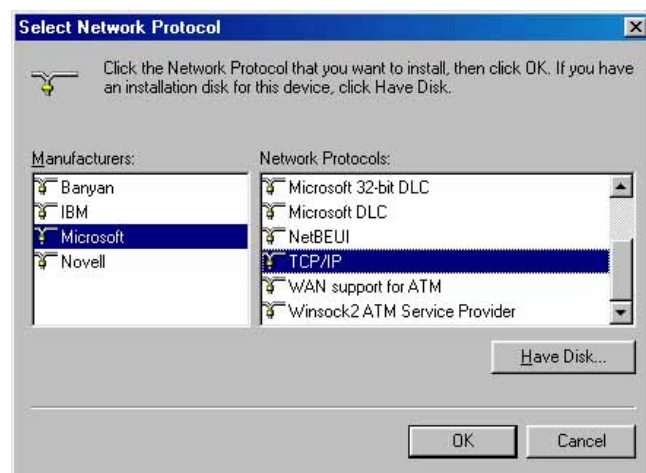 Select Network Protocol
Click the Network Protocol that you want to install, then click OK. If you have
an installation disk for this device, click Have Disk.
Manufacturers:
Banyan
IBM
Microsoft
Novell
Network Protocols:
Microsoft 32-bit DLC
Microsoft DLC
NetBEUI
TCP/IP
WAN support for ATM
Winsock2 ATM Service Provider
Have Disk...
OK
Cancel